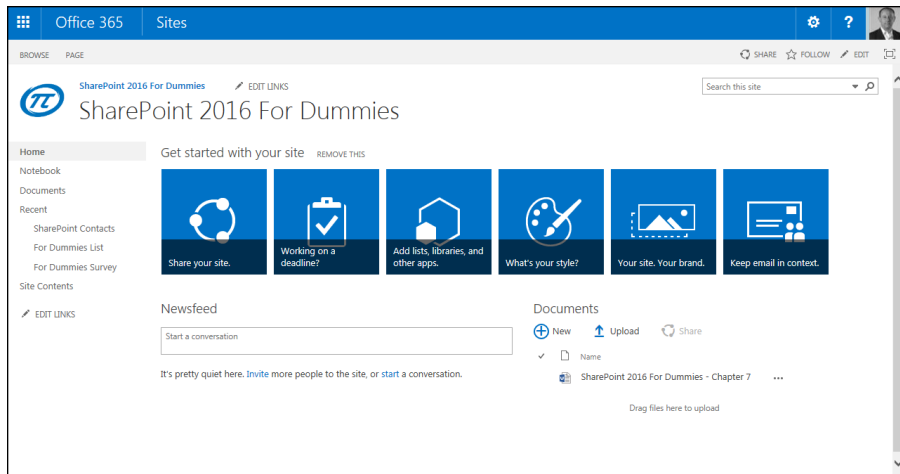 Office 365 Sites ?
BROWSE PAGE SHARE FOLLOW EDIT
SharePoint 2016 For Dummies EDIT LINKS
Search this site
π SharePoint 2016 For Dummies
Home
Notebook
Documents
Recent
SharePoint Contacts
For Dummies List
For Dummies Survey
Site Contents
EDIT LINKS
Get started with your site REMOVE THIS
Share your site.
Working on a
deadline?
Add lists, libraries, and
other apps.
What's your style?
Your site. Your brand.
Keep email in context.
Newsfeed
Start a conversation
It's pretty quiet here. Invite more people to the site, or start a conversation.
Documents
New Upload Share
Name
SharePoint 2016 For Dummies - Chapter 7 ...
Drag files here to upload